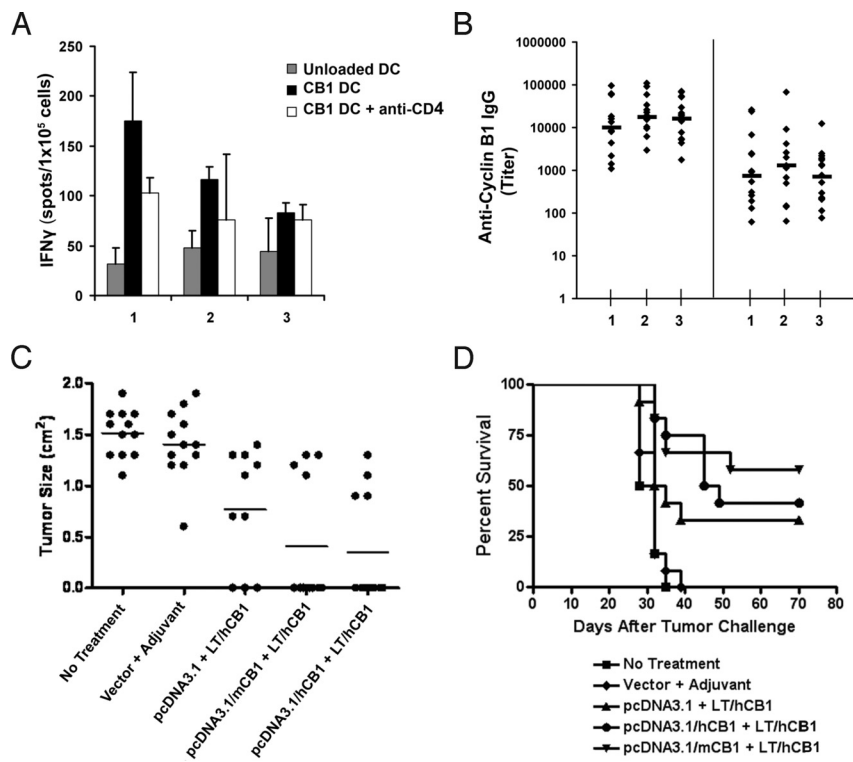 A
IFNγ (spots/1x10⁵ cells)
250
200
150
100
50
0
1 2 3
Unloaded DC
CB1 DC
CB1 DC + anti-CD4
B
Anti-Cyclin B1 IgG
(Titer)
1000000
100000
10000
1000
100
10
1
1 2 3 1 2 3
C
Tumor Size (cm²)
2.0
1.5
1.0
0.5
0.0
No Treatment
Vector + Adjuvant
pcDNA3.1 + LT/hCB1
pcDNA3.1/mCB1 + LT/hCB1
pcDNA3.1/hCB1 + LT/hCB1
D
Percent Survival
100
75
50
25
0
0 10 20 30 40 50 60 70 80
Days After Tumor Challenge
No Treatment
Vector + Adjuvant
pcDNA3.1 + LT/hCB1
pcDNA3.1/hCB1 + LT/hCB1
pcDNA3.1/mCB1 + LT/hCB1